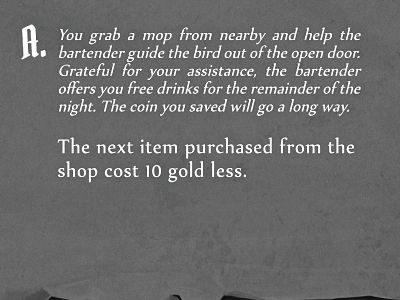 A. You grab a mop from nearby and help the
bartender guide the bird out of the open door.
Grateful for your assistance, the bartender
offers you free drinks for the remainder of the
night. The coin you saved will go a long way.
The next item purchased from the
shop cost 10 gold less.